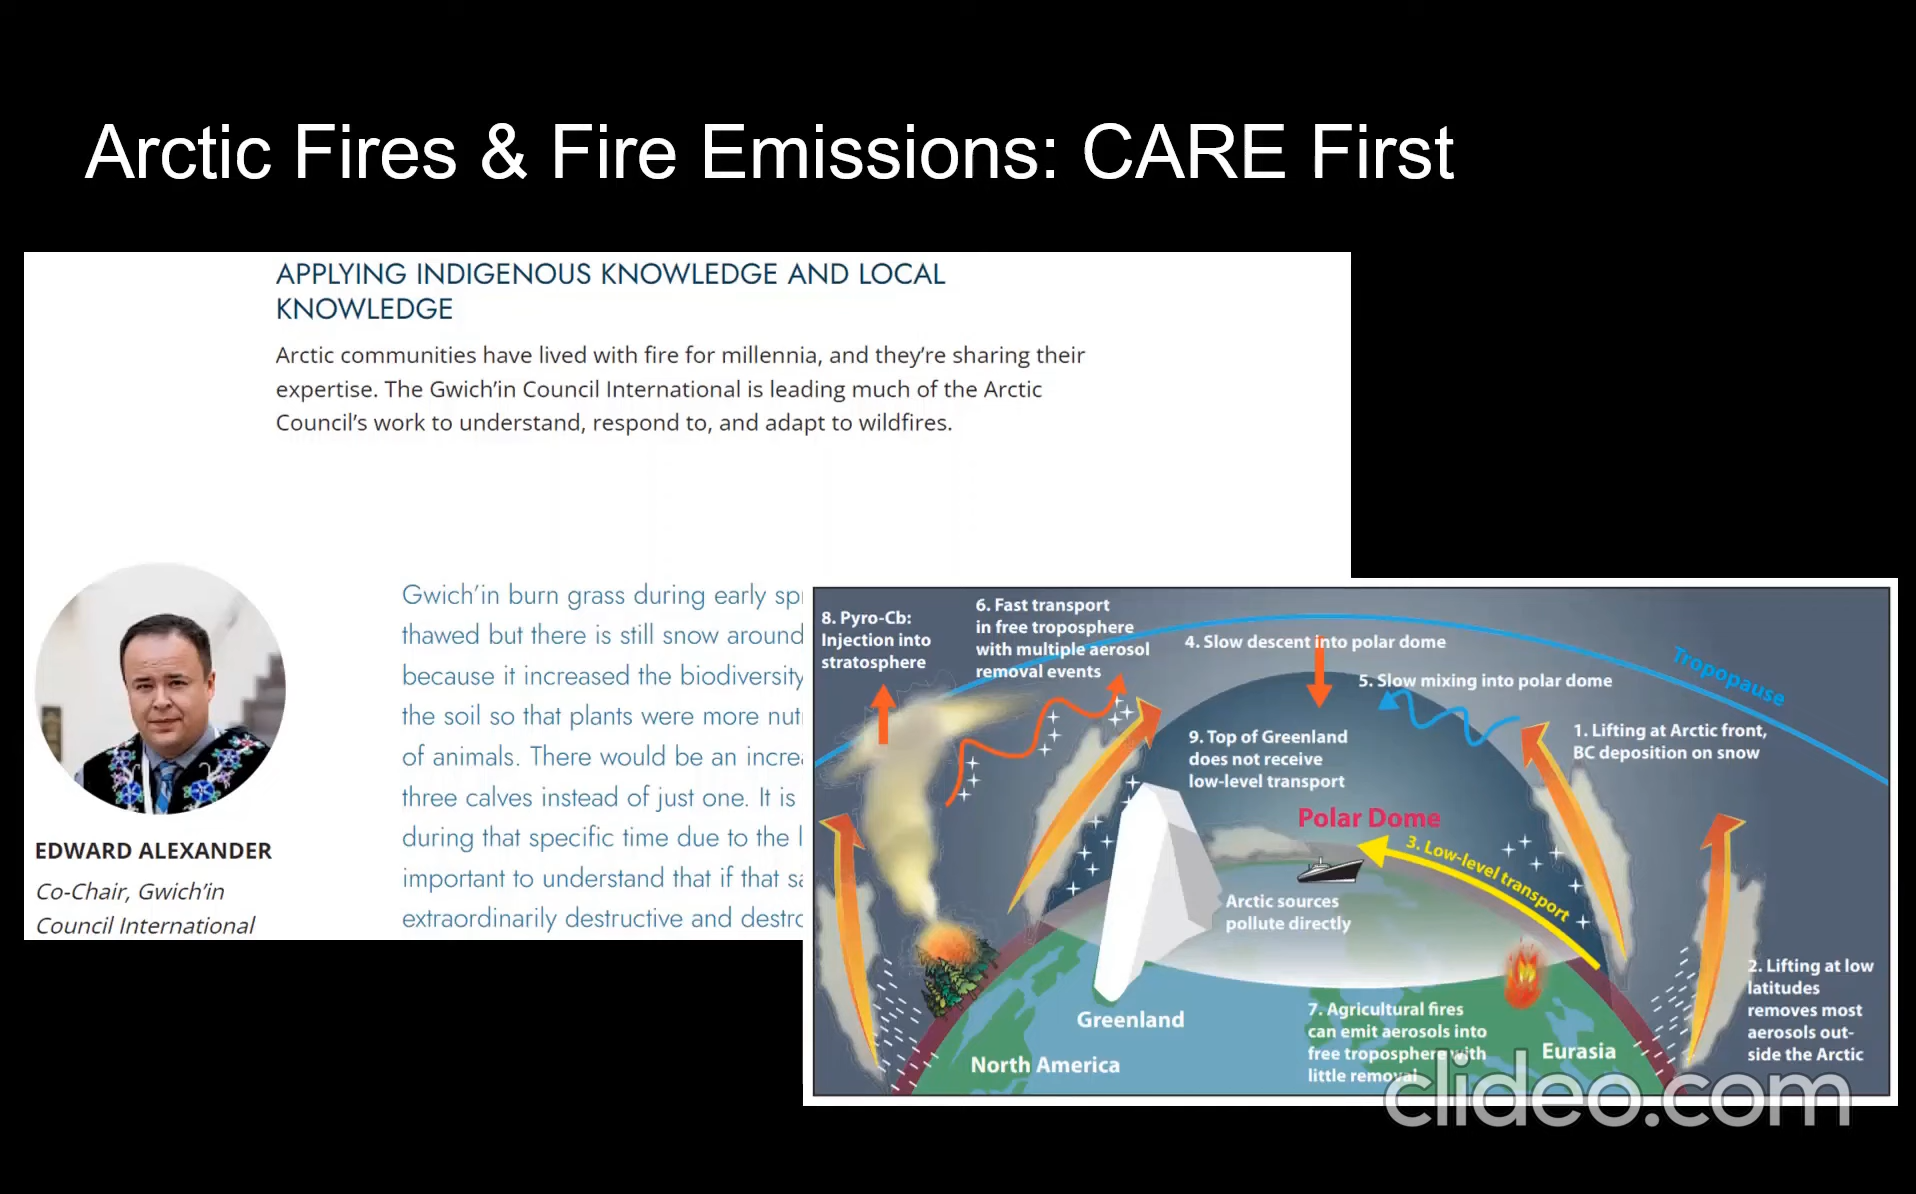 Arctic Fires & Fire Emissions: CARE First
APPLYING INDIGENOUS KNOWLEDGE AND LOCAL
KNOWLEDGE
Arctic communities have lived with fire for millennia, and they’re sharing their
expertise. The Gwich’in Council International is leading much of the Arctic
Council’s work to understand, respond to, and adapt to wildfires.
EDWARD ALEXANDER
Co-Chair, Gwich’in
Council International
Gwich’in burn grass during early
thawed but there is still snow around
because it increased the biodiversity
the soil so that plants were more
of animals. There would be an
three calves instead of just one. It is
during that specific time due to the
important to understand that if that
extraordinarily destructive and
8. Pyro-Cb:
Injection into
stratosphere
6. Fast transport
in free troposphere
with multiple aerosol
removal events
4. Slow descent into polar dome
5. Slow mixing into polar dome
Tropopause
1. Lifting at Arctic front,
BC deposition on snow
9. Top of Greenland
does not receive
low-level transport
Polar Dome
3. Low-level transport
Arctic sources
pollute directly
2. Lifting at low
latitudes
removes most
aerosols out-
side the Arctic
7. Agricultural fires
can emit aerosols into
free troposphere with
little removal
Greenland
North America
Eurasia
clideo.com